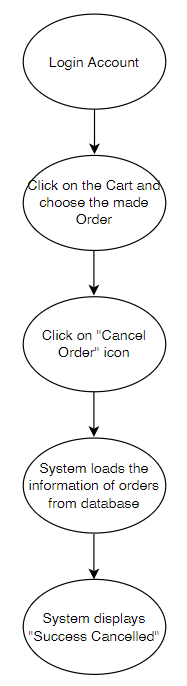 Login Account
Click on the Cart and
choose the made
Order
Click on "Cancel
Order" icon
System loads the
information of orders
from database
System displays
"Success Cancelled"